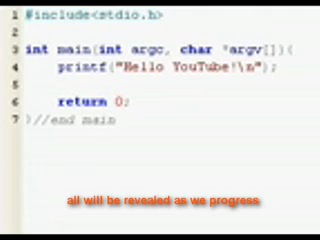 1 #include<stdio.h>
2
3 int main(int argc, char *argv[]){
4 printf("Hello YouTube!\n");
5
6 return 0;
7 }//end main
all will be revealed as we progress